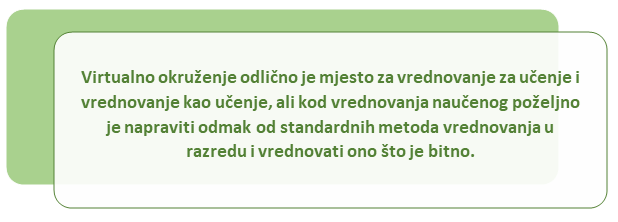 Virtualno okruženje odlično je mjesto za vrednovanje za učenje i
vrednovanje kao učenje, ali kod vrednovanja naučenog poželjno
je napraviti odmak od standardnih metoda vrednovanja u
razredu i vrednovati ono što je bitno.